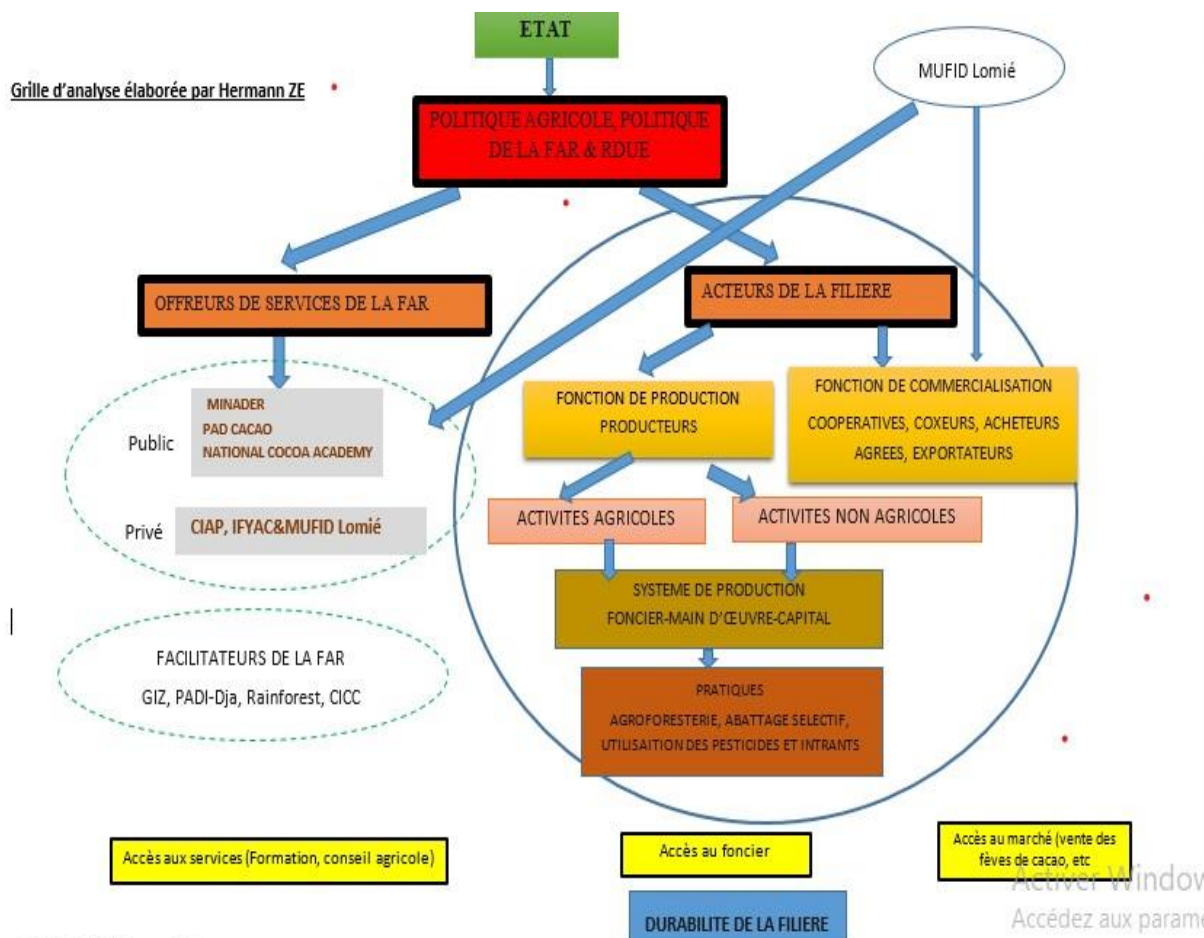 ETAT
MUFID Lomié
Grille d'analyse élaborée par Hermann ZE
POLITIQUE AGRICOLE, POLITIQUE
DE LA FAR & RDUE
OFFREURS DE SERVICES DE LA FAR
ACTEURS DE LA FILIERE
Public
MINADER
PAD CACAO
NATIONAL COCOA ACADEMY
Privé
CIAP, IFYAC&MUFID Lomié
FONCTION DE PRODUCTION
PRODUCTEURS
FONCTION DE COMMERCIALISATION
COOPERATIVES, COXEURS, ACHETEURS
AGREES, EXPORTATEURS
ACTIVITES AGRICOLES
ACTIVITES NON AGRICOLES
SYSTEME DE PRODUCTION
FONCIER-MAIN D'ŒUVRE-CAPITAL
FACILITATEURS DE LA FAR
GIZ, PADI-Dja, Rainforest, CICC
PRATIQUES
AGROFORESTERIE, ABATTAGE SELECTIF,
UTILISAITION DES PESTICIDES ET INTRANTS
Accès aux services (Formation, conseil agricole)
Accès au foncier
Accès au marché (vente des
fèves de cacao, etc
DURABILITE DE LA FILIERE
Activer Window
Accédez aux paramè